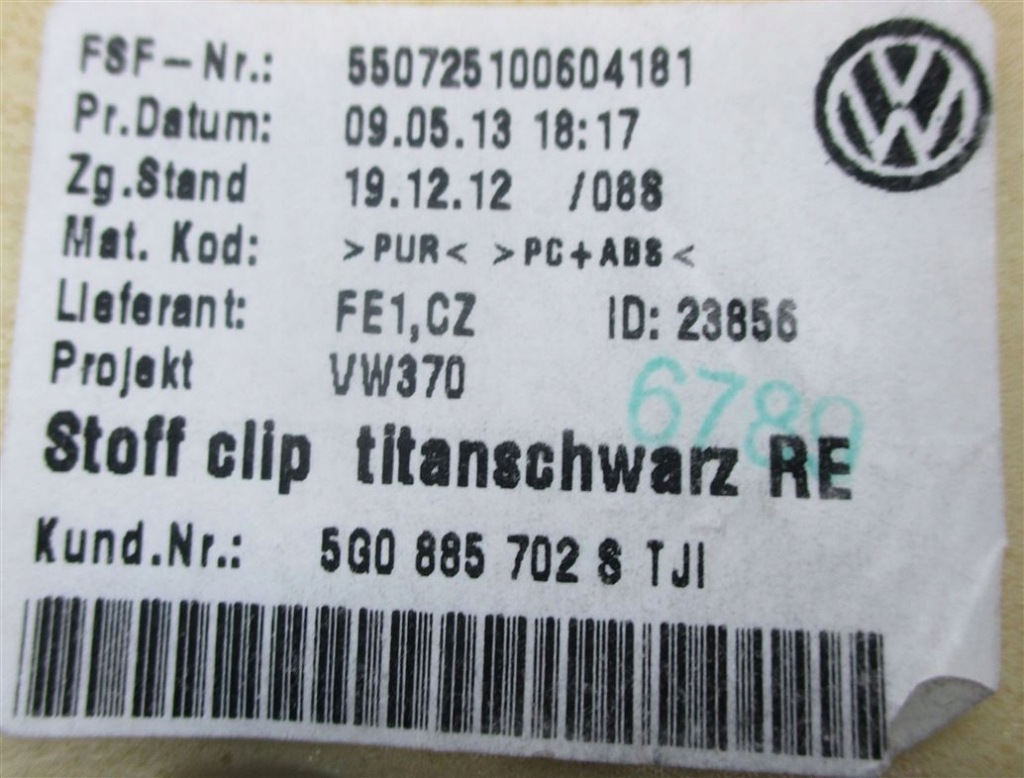 FSF-Nr.: 550725100604181
Pr.Datum: 09.05.13 18:17
Zg.Stand 19.12.12 /088
Mat. Kod: >PUR< >PC+ABS<
Lieferant: FE1,CZ ID: 23856
Projekt VW370
6789
Stoff clip titanschwarz RE
Kund.Nr.: 5G0 885 702 S TJI